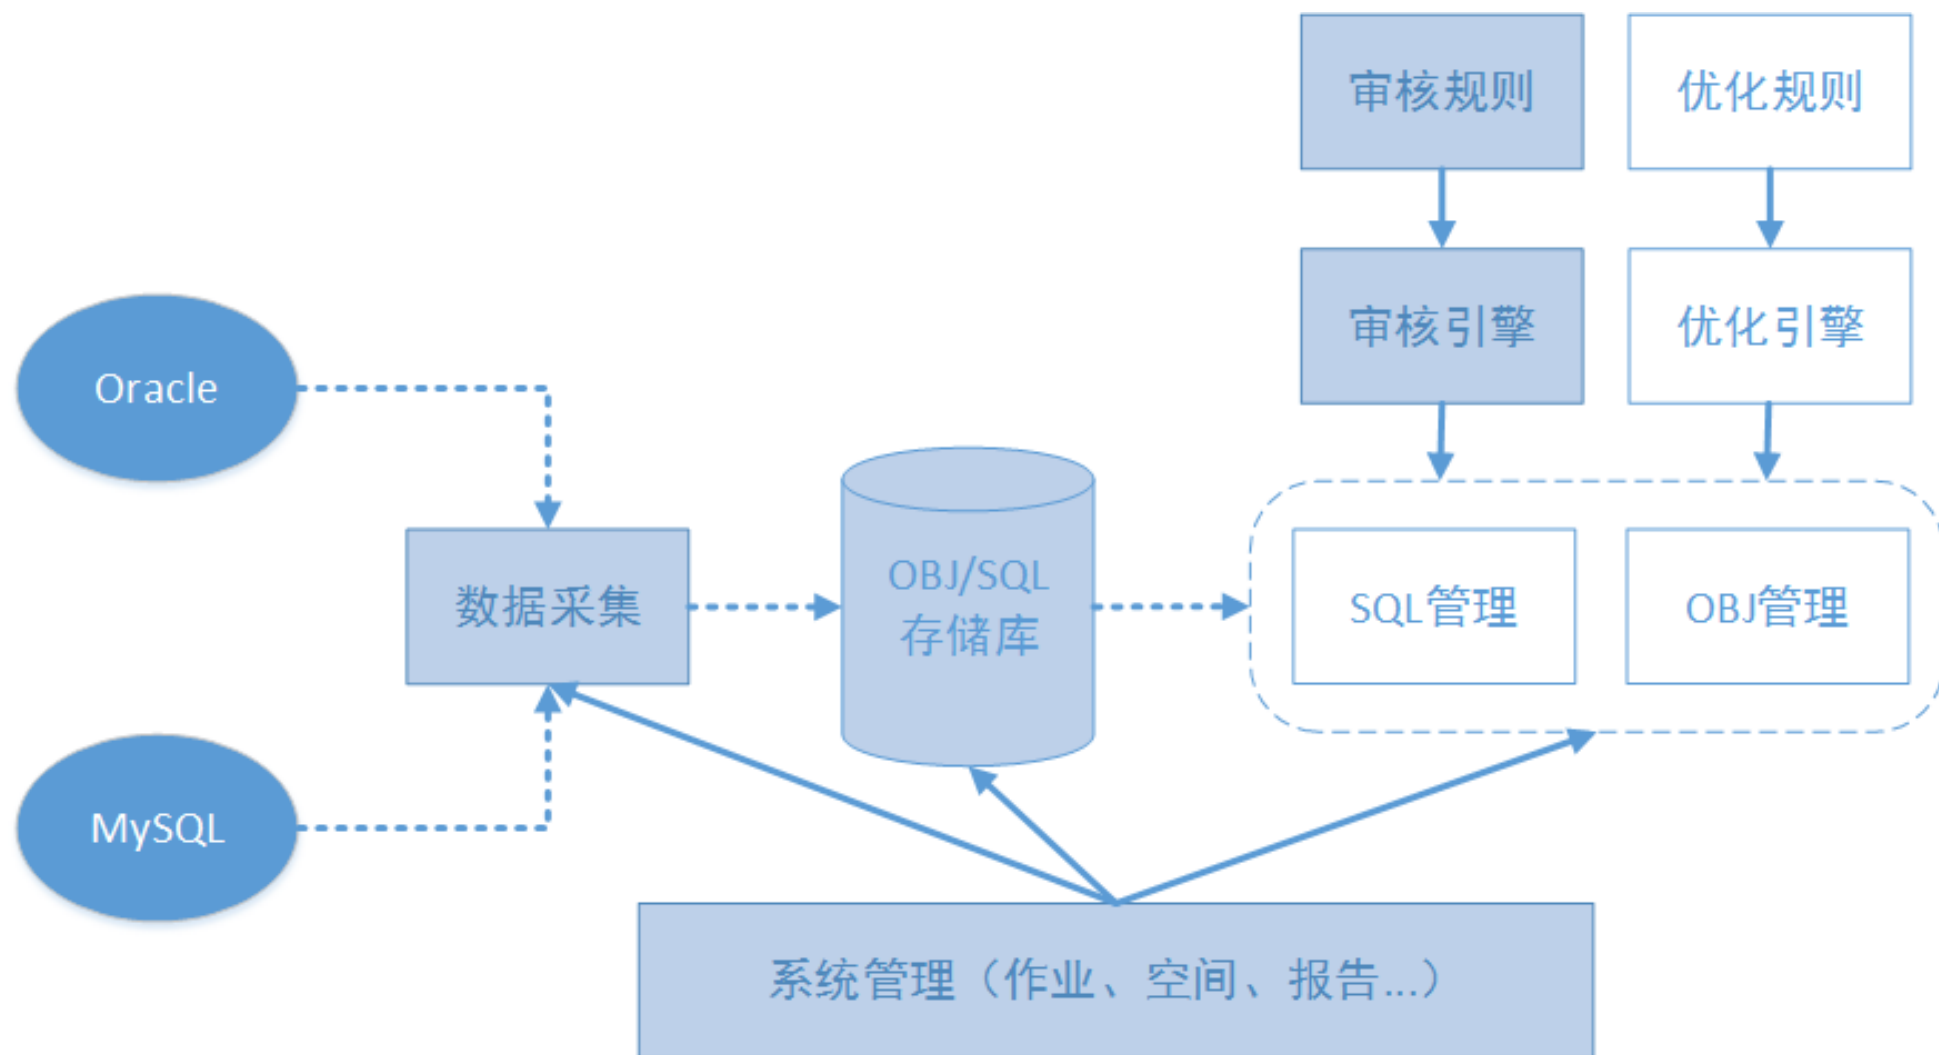 审核规则
优化规则
审核引擎
优化引擎
Oracle
数据采集
OBJ/SQL
存储库
SQL管理
OBJ管理
MySQL
系统管理（作业、空间、报告...）